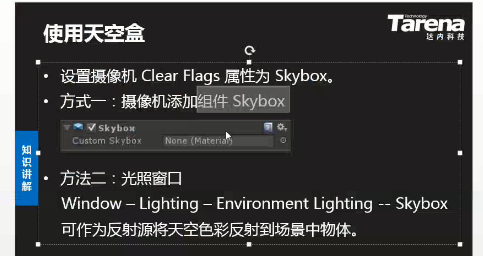 使用天空盒
Technology
Tarena
达内科技
• 设置摄像机 Clear Flags 属性为 Skybox。
• 方式一：摄像机添加组件 Skybox
Skybox
Custom Skybox None (Material)
知识讲解
• 方法二：光照窗口
Window – Lighting – Environment Lighting -- Skybox
可作为反射源将天空色彩反射到场景中物体。